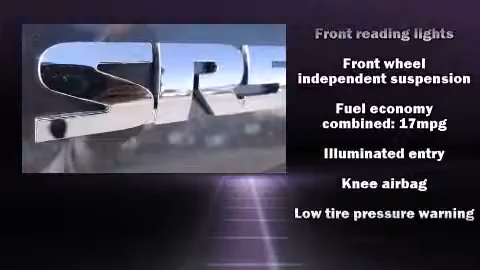 SR
Front reading lights
Front wheel
independent suspension
Fuel economy
combined: 17mpg
Illuminated entry
Knee airbag
Low tire pressure warning